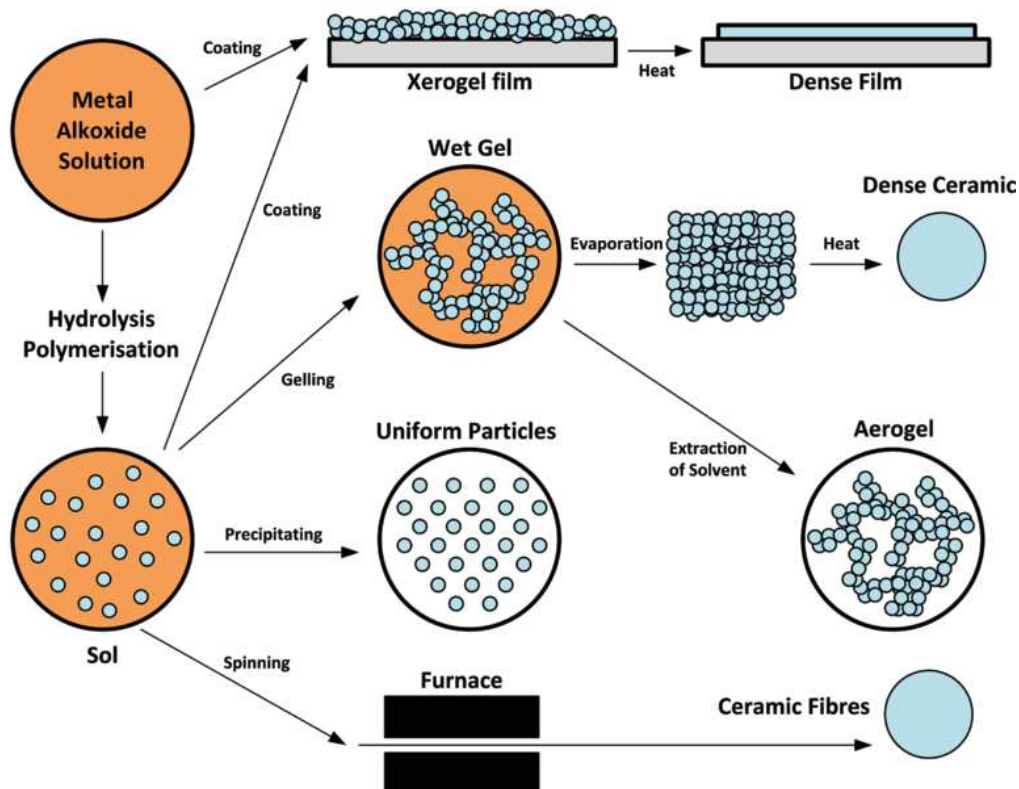 Metal
Alkoxide
Solution
Coating
Xerogel film
Heat
Dense Film
Hydrolysis
Polymerisation
Coating
Wet Gel
Evaporation
Heat
Dense Ceramic
Gelling
Extraction
of Solvent
Aerogel
Sol
Precipitating
Uniform Particles
Spinning
Furnace
Ceramic Fibres